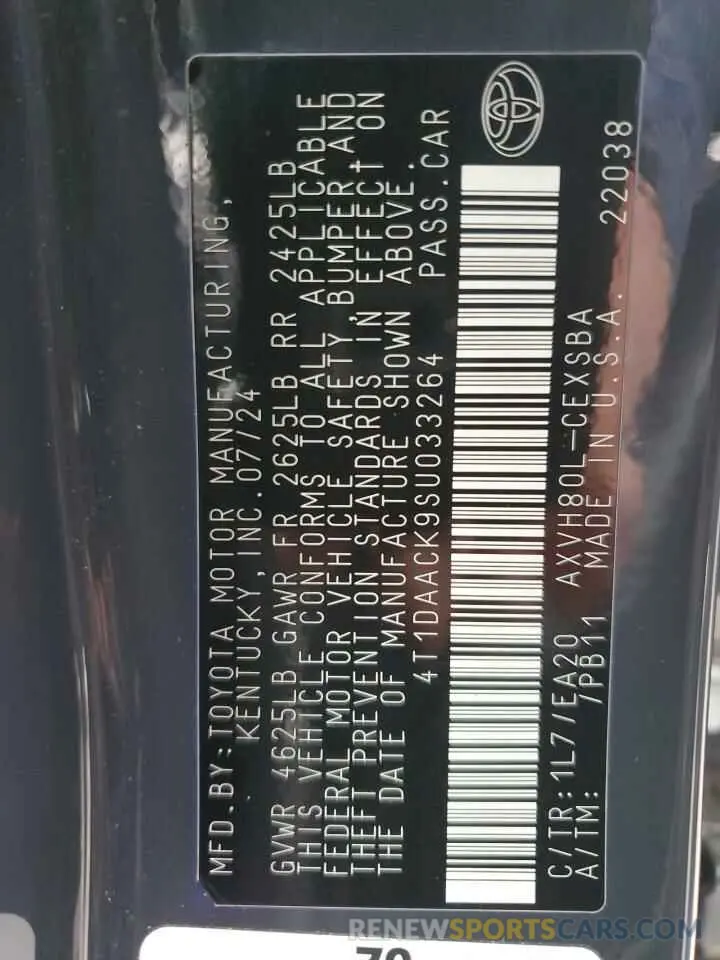 MFD.BY:TOYOTA MOTOR MANUFACTURING,
KENTUCKY,INC.07/24
GVWR 4625LB GAWR FR 2625LB RR 2425LB
THIS VEHICLE CONFORMS TO ALL APPLICABLE
FEDERAL MOTOR VEHICLE SAFETY,BUMPER,AND
THEFT PREVENTION STANDARDS IN EFFECT ON
THE DATE OF MANUFACTURE SHOWN ABOVE.
4T1DAACK9SU033264 PASS.CAR
C/TR:1L7/EA20 AXVH80L-CEXSBA 22038
A/TM: /PB11 MADE IN U.S.A.
RENEWSPORTSCARS.COM